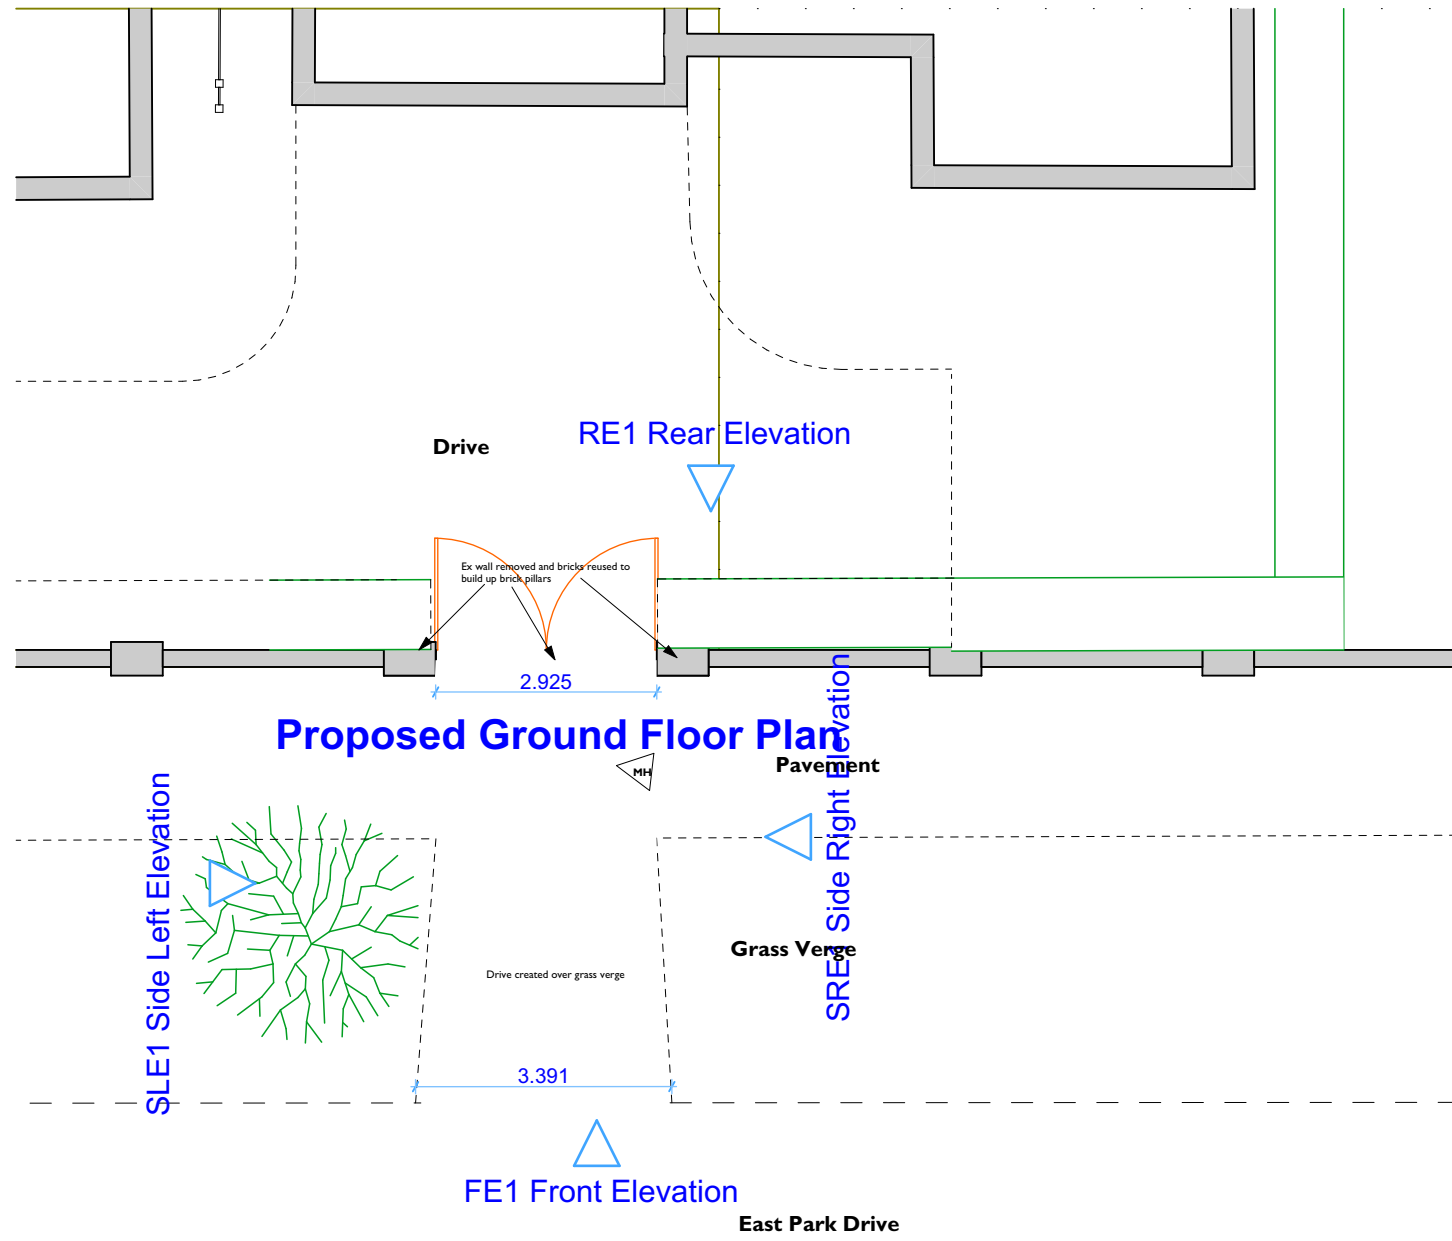 RE1 Rear Elevation
Drive
Ex wall removed and bricks reused to
build up brick pillars
2.925
Proposed Ground Floor Plan
MH
Pavement
SLE1 Side Left Elevation
SRE1 Side Right Elevation
Grass Verge
Drive created over grass verge
3.391
FE1 Front Elevation
East Park Drive